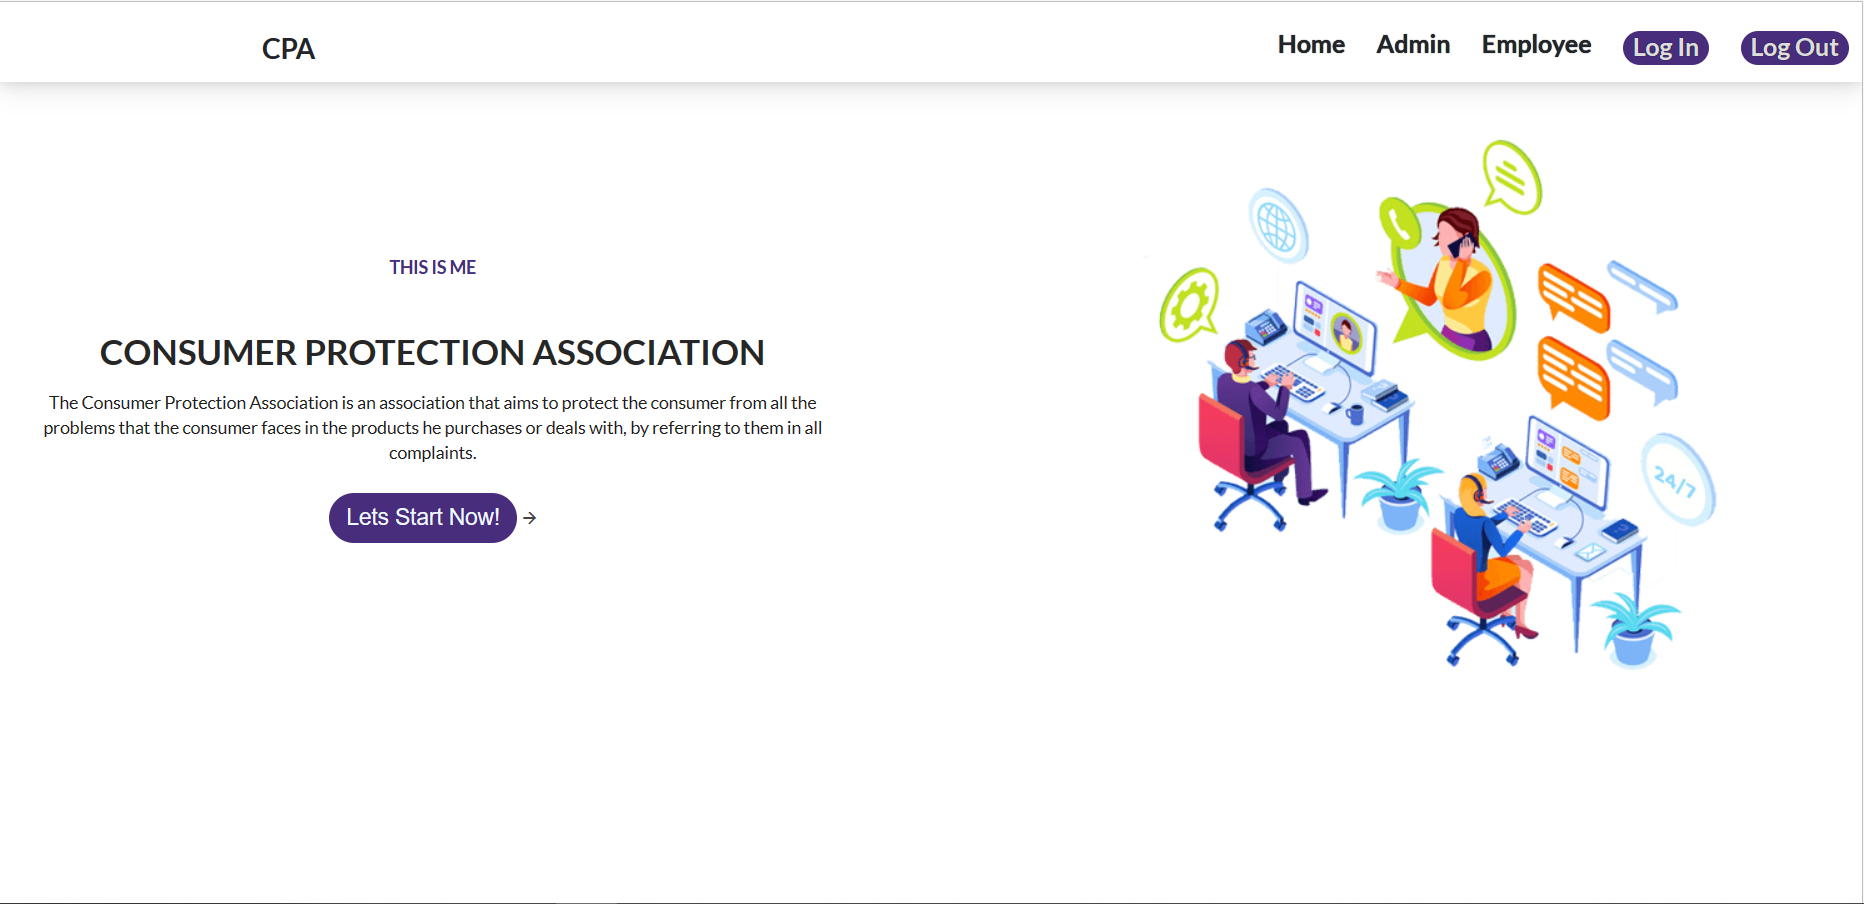 CPA
Home Admin Employee Log In Log Out
THIS IS ME
CONSUMER PROTECTION ASSOCIATION
The Consumer Protection Association is an association that aims to protect the consumer from all the
problems that the consumer faces in the products he purchases or deals with, by referring to them in all
complaints.
Lets Start Now!
24/7